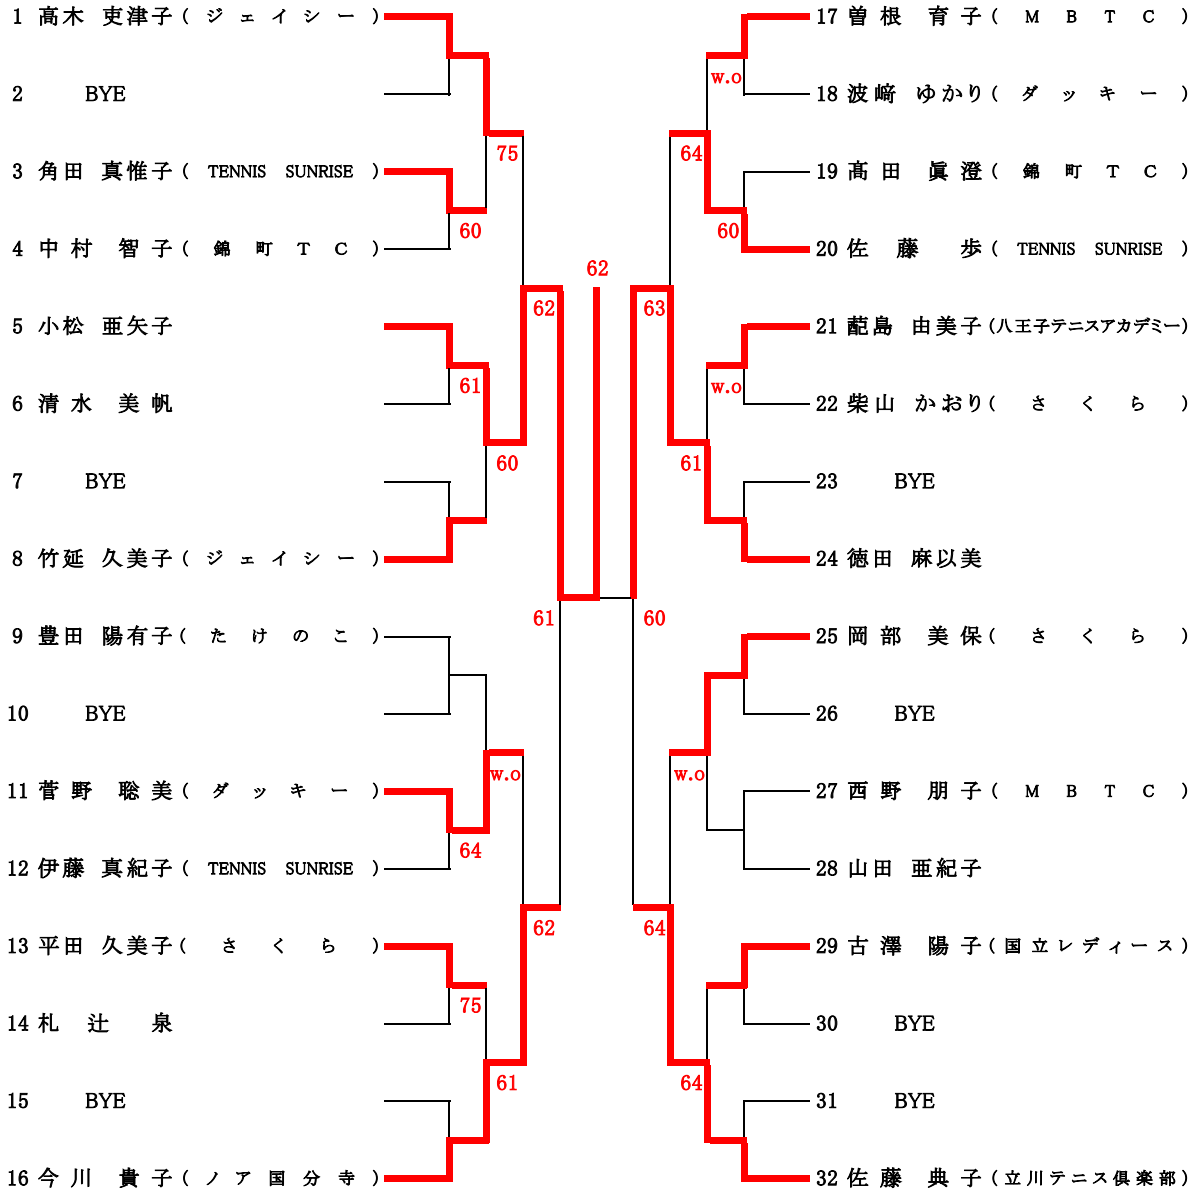 1 高木 吏津子 ( ジェイシー )
2 BYE
75
3 角田 真惟子 ( TENNIS SUNRISE )
60
4 中村 智子 ( 錦町TC )
62
5 小松 亜矢子
61
6 清水 美帆
60
7 BYE
8 竹延 久美子 ( ジェイシー )
61
9 豊田 陽有子 ( たけのこ )
10 BYE
w.o
11 菅野 聡美 ( ダッキー )
64
12 伊藤 真紀子 ( TENNIS SUNRISE )
62
13 平田 久美子 ( さくら )
75
14 札辻 泉
61
15 BYE
16 今川 貴子 ( ノア国分寺 )
62
17 曽根 育子 ( MBTC )
w.o
18 波﨑 ゆかり ( ダッキー )
64
19 髙田 眞澄 ( 錦町TC )
60
20 佐藤 歩 ( TENNIS SUNRISE )
63
21 蓜島 由美子 (八王子テニスアカデミー)
w.o
22 柴山 かおり ( さくら )
61
23 BYE
24 徳田 麻以美
60
25 岡部 美保 ( さくら )
26 BYE
w.o
27 西野 朋子 ( MBTC )
28 山田 亜紀子
64
29 古澤 陽子 (国立レディース)
30 BYE
64
31 BYE
32 佐藤 典子 (立川テニス倶楽部)